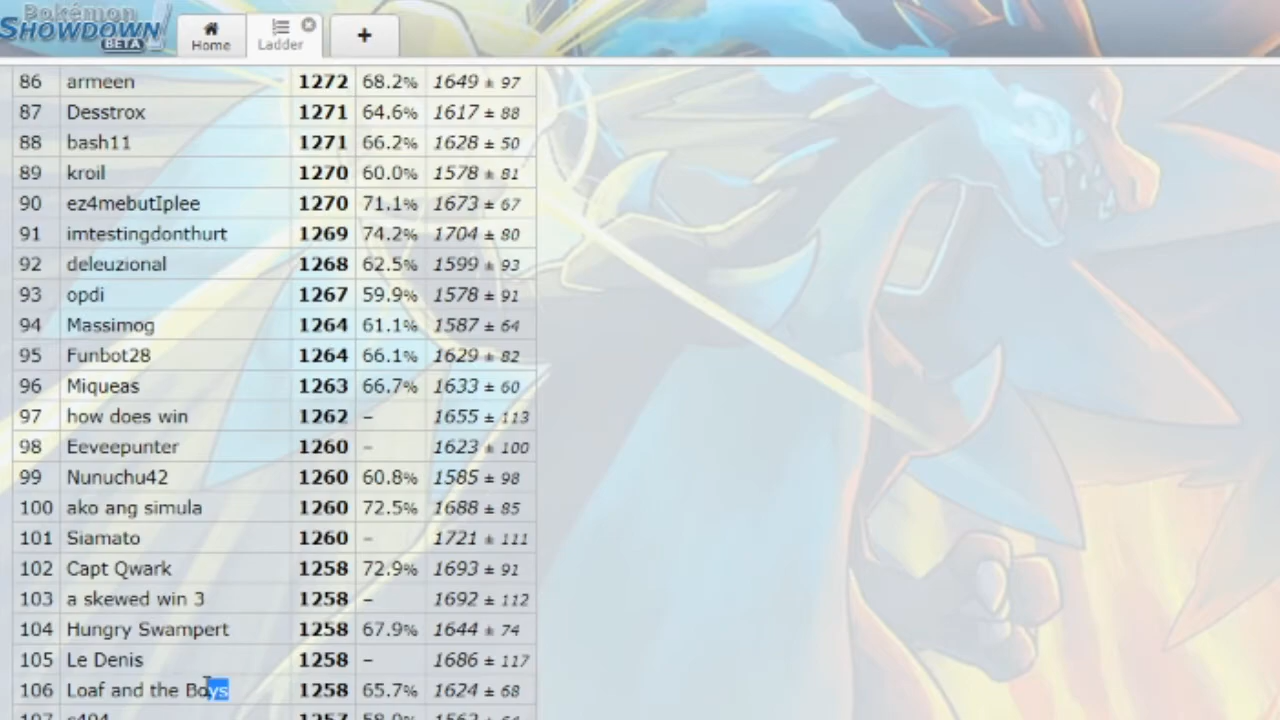 Pokémon
SHOWDOWN!
BETA
Home
Ladder
+
86 armeen 1272 68.2% 1649 ± 97
87 Desstrox 1271 64.6% 1617 ± 88
88 bash11 1271 66.2% 1628 ± 50
89 kroil 1270 60.0% 1578 ± 81
90 ez4mebutIplee 1270 71.1% 1673 ± 67
91 imtestingdonthurt 1269 74.2% 1704 ± 80
92 deleuzional 1268 62.5% 1599 ± 93
93 opdi 1267 59.9% 1578 ± 91
94 Massimog 1264 61.1% 1587 ± 64
95 Funbot28 1264 66.1% 1629 ± 82
96 Miqueas 1263 66.7% 1633 ± 60
97 how does win 1262 – 1655 ± 113
98 Eeveepunter 1260 – 1623 ± 100
99 Nunuchu42 1260 60.8% 1585 ± 98
100 ako ang simula 1260 72.5% 1688 ± 85
101 Siamato 1260 – 1721 ± 111
102 Capt Qwark 1258 72.9% 1693 ± 91
103 a skewed win 3 1258 – 1692 ± 112
104 Hungry Swampert 1258 67.9% 1644 ± 74
105 Le Denis 1258 – 1686 ± 117
106 Loaf and the Boys 1258 65.7% 1624 ± 68